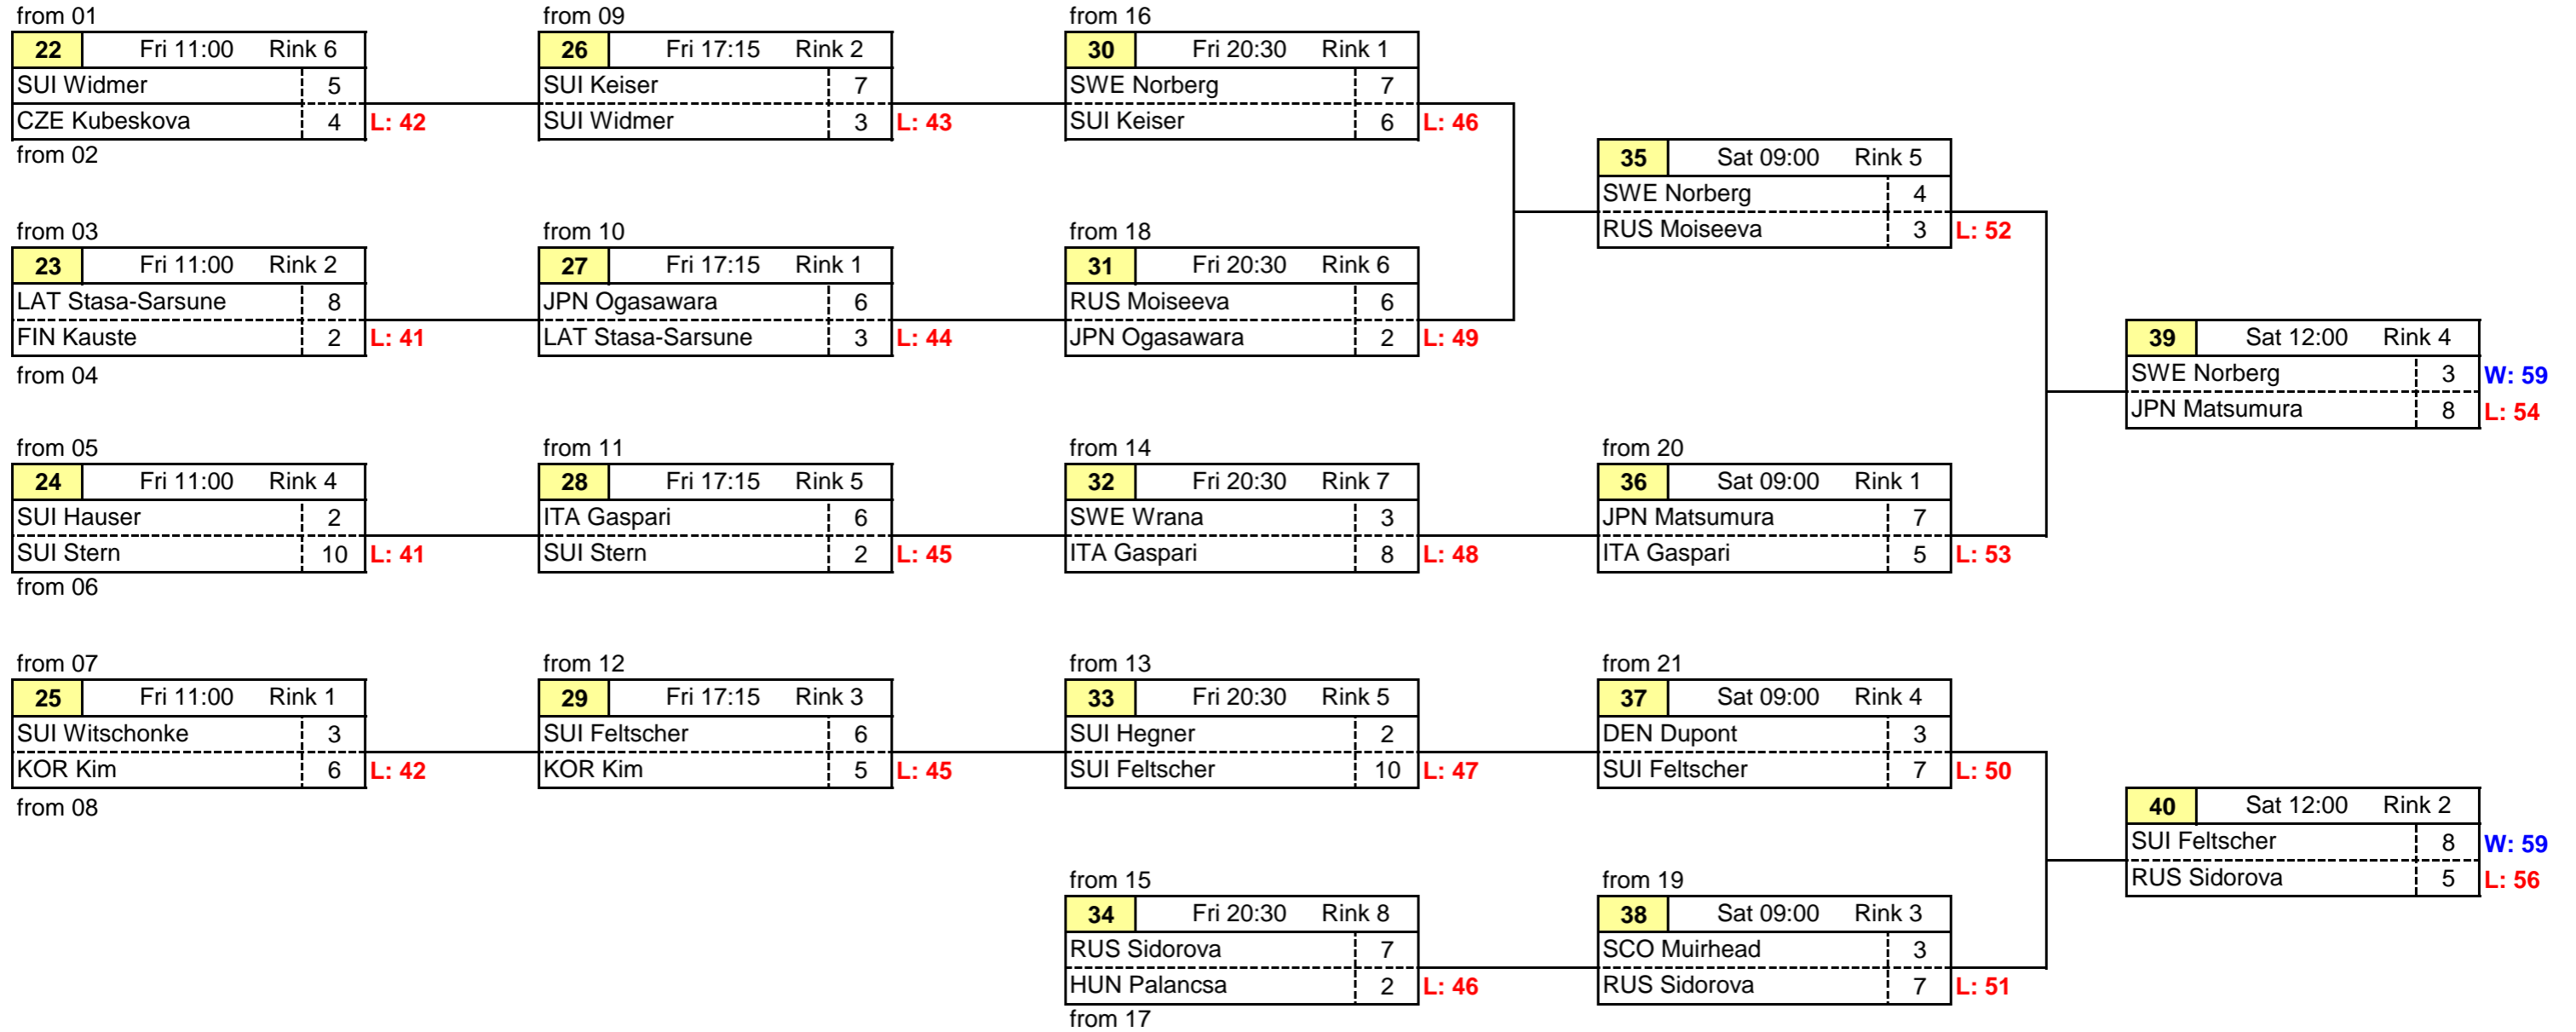 from 01
22 Fri 11:00 Rink 6
SUI Widmer 5
CZE Kubeskova 4 L: 42
from 02
from 03
23 Fri 11:00 Rink 2
LAT Stasa-Sarsune 8
FIN Kauste 2 L: 41
from 04
from 05
24 Fri 11:00 Rink 4
SUI Hauser 2
SUI Stern 10 L: 41
from 06
from 07
25 Fri 11:00 Rink 1
SUI Witschonke 3
KOR Kim 6 L: 42
from 08
from 09
26 Fri 17:15 Rink 2
SUI Keiser 7
SUI Widmer 3 L: 43
from 10
27 Fri 17:15 Rink 1
JPN Ogasawara 6
LAT Stasa-Sarsune 3 L: 44
from 11
28 Fri 17:15 Rink 5
ITA Gaspari 6
SUI Stern 2 L: 45
from 12
29 Fri 17:15 Rink 3
SUI Feltscher 6
KOR Kim 5 L: 45
from 16
30 Fri 20:30 Rink 1
SWE Norberg 7
SUI Keiser 6 L: 46
from 18
31 Fri 20:30 Rink 6
RUS Moiseeva 6
JPN Ogasawara 2 L: 49
from 14
32 Fri 20:30 Rink 7
SWE Wrana 3
ITA Gaspari 8 L: 48
from 13
33 Fri 20:30 Rink 5
SUI Hegner 2
SUI Feltscher 10 L: 47
from 15
34 Fri 20:30 Rink 8
RUS Sidorova 7
HUN Palancsa 2 L: 46
from 17
35 Sat 09:00 Rink 5
SWE Norberg 4
RUS Moiseeva 3 L: 52
from 20
36 Sat 09:00 Rink 1
JPN Matsumura 7
ITA Gaspari 5 L: 53
from 21
37 Sat 09:00 Rink 4
DEN Dupont 3
SUI Feltscher 7 L: 50
from 19
38 Sat 09:00 Rink 3
SCO Muirhead 3
RUS Sidorova 7 L: 51
39 Sat 12:00 Rink 4
SWE Norberg 3 W: 59
JPN Matsumura 8 L: 54
40 Sat 12:00 Rink 2
SUI Feltscher 8 W: 59
RUS Sidorova 5 L: 56